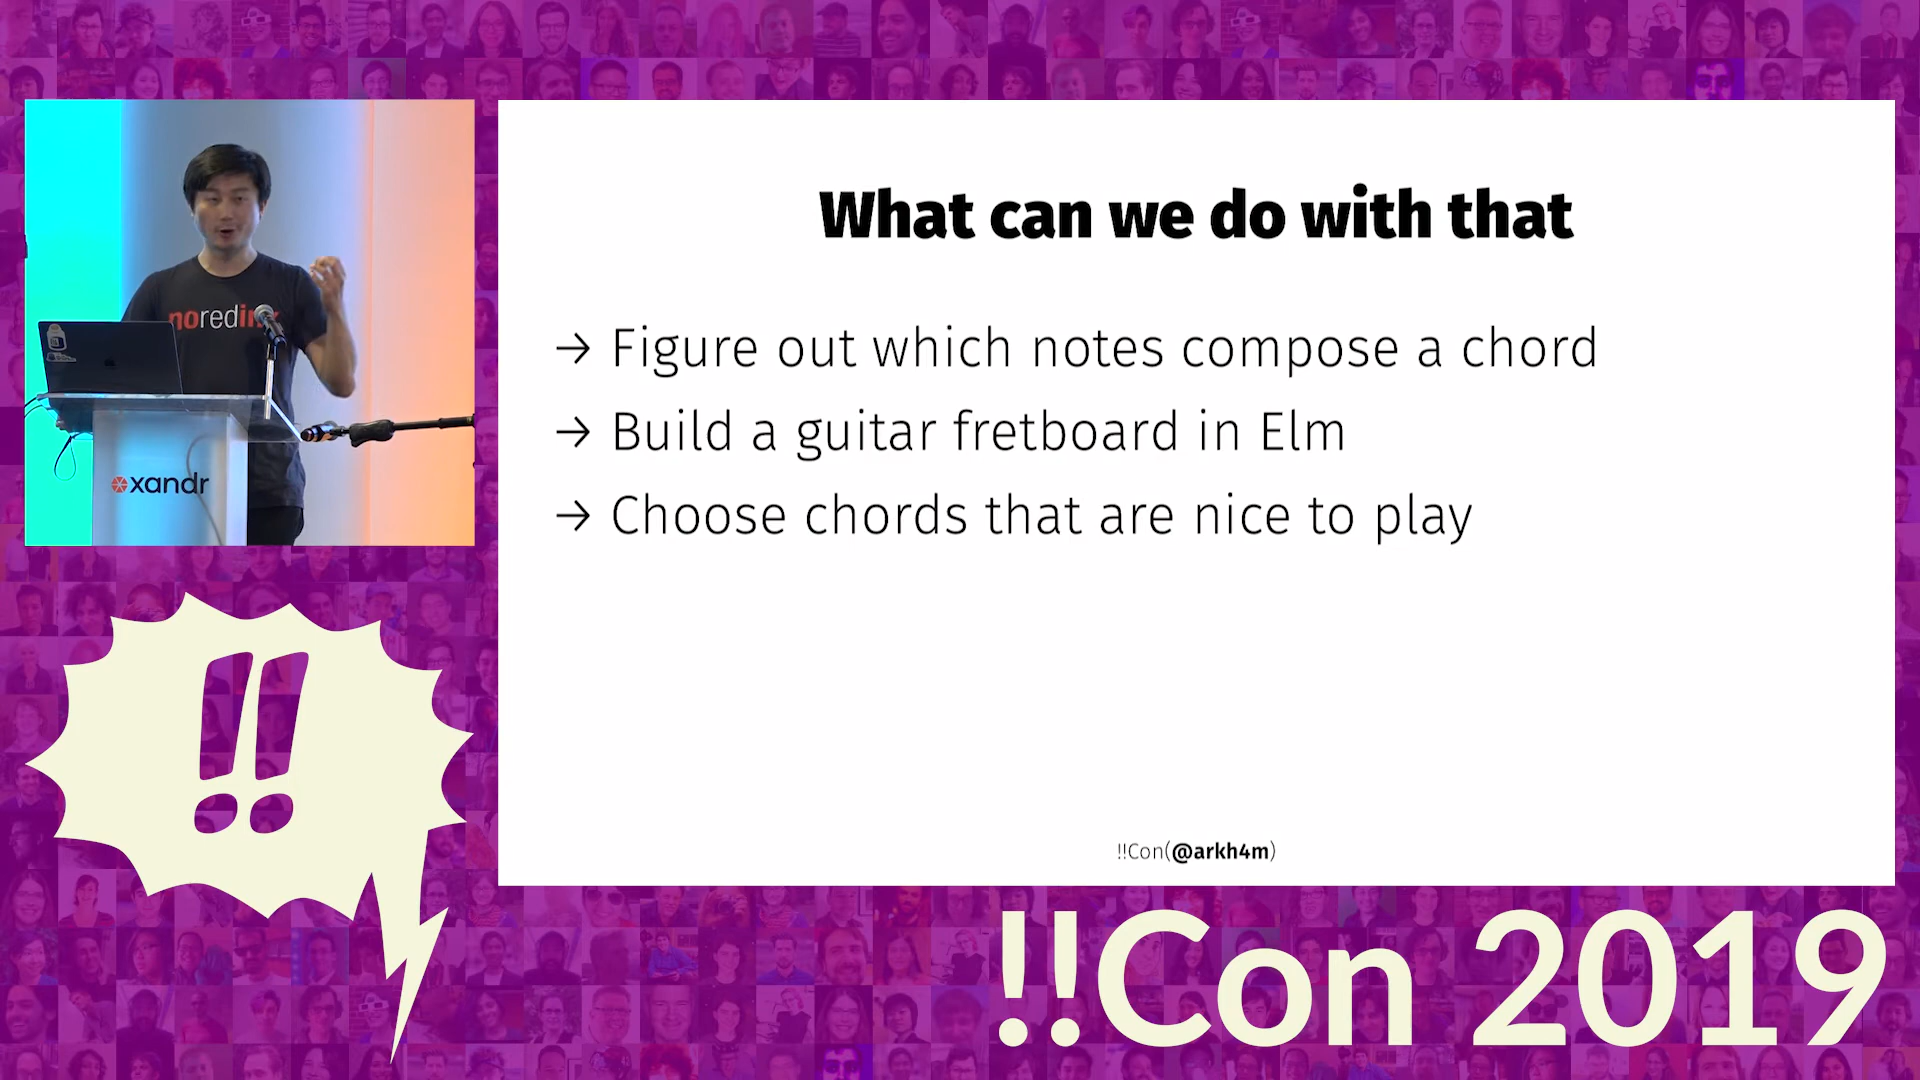 What can we do with that
→ Figure out which notes compose a chord
→ Build a guitar fretboard in Elm
→ Choose chords that are nice to play
!!Con(@arkh4m)
noredin
xandr
!!
!!Con 2019